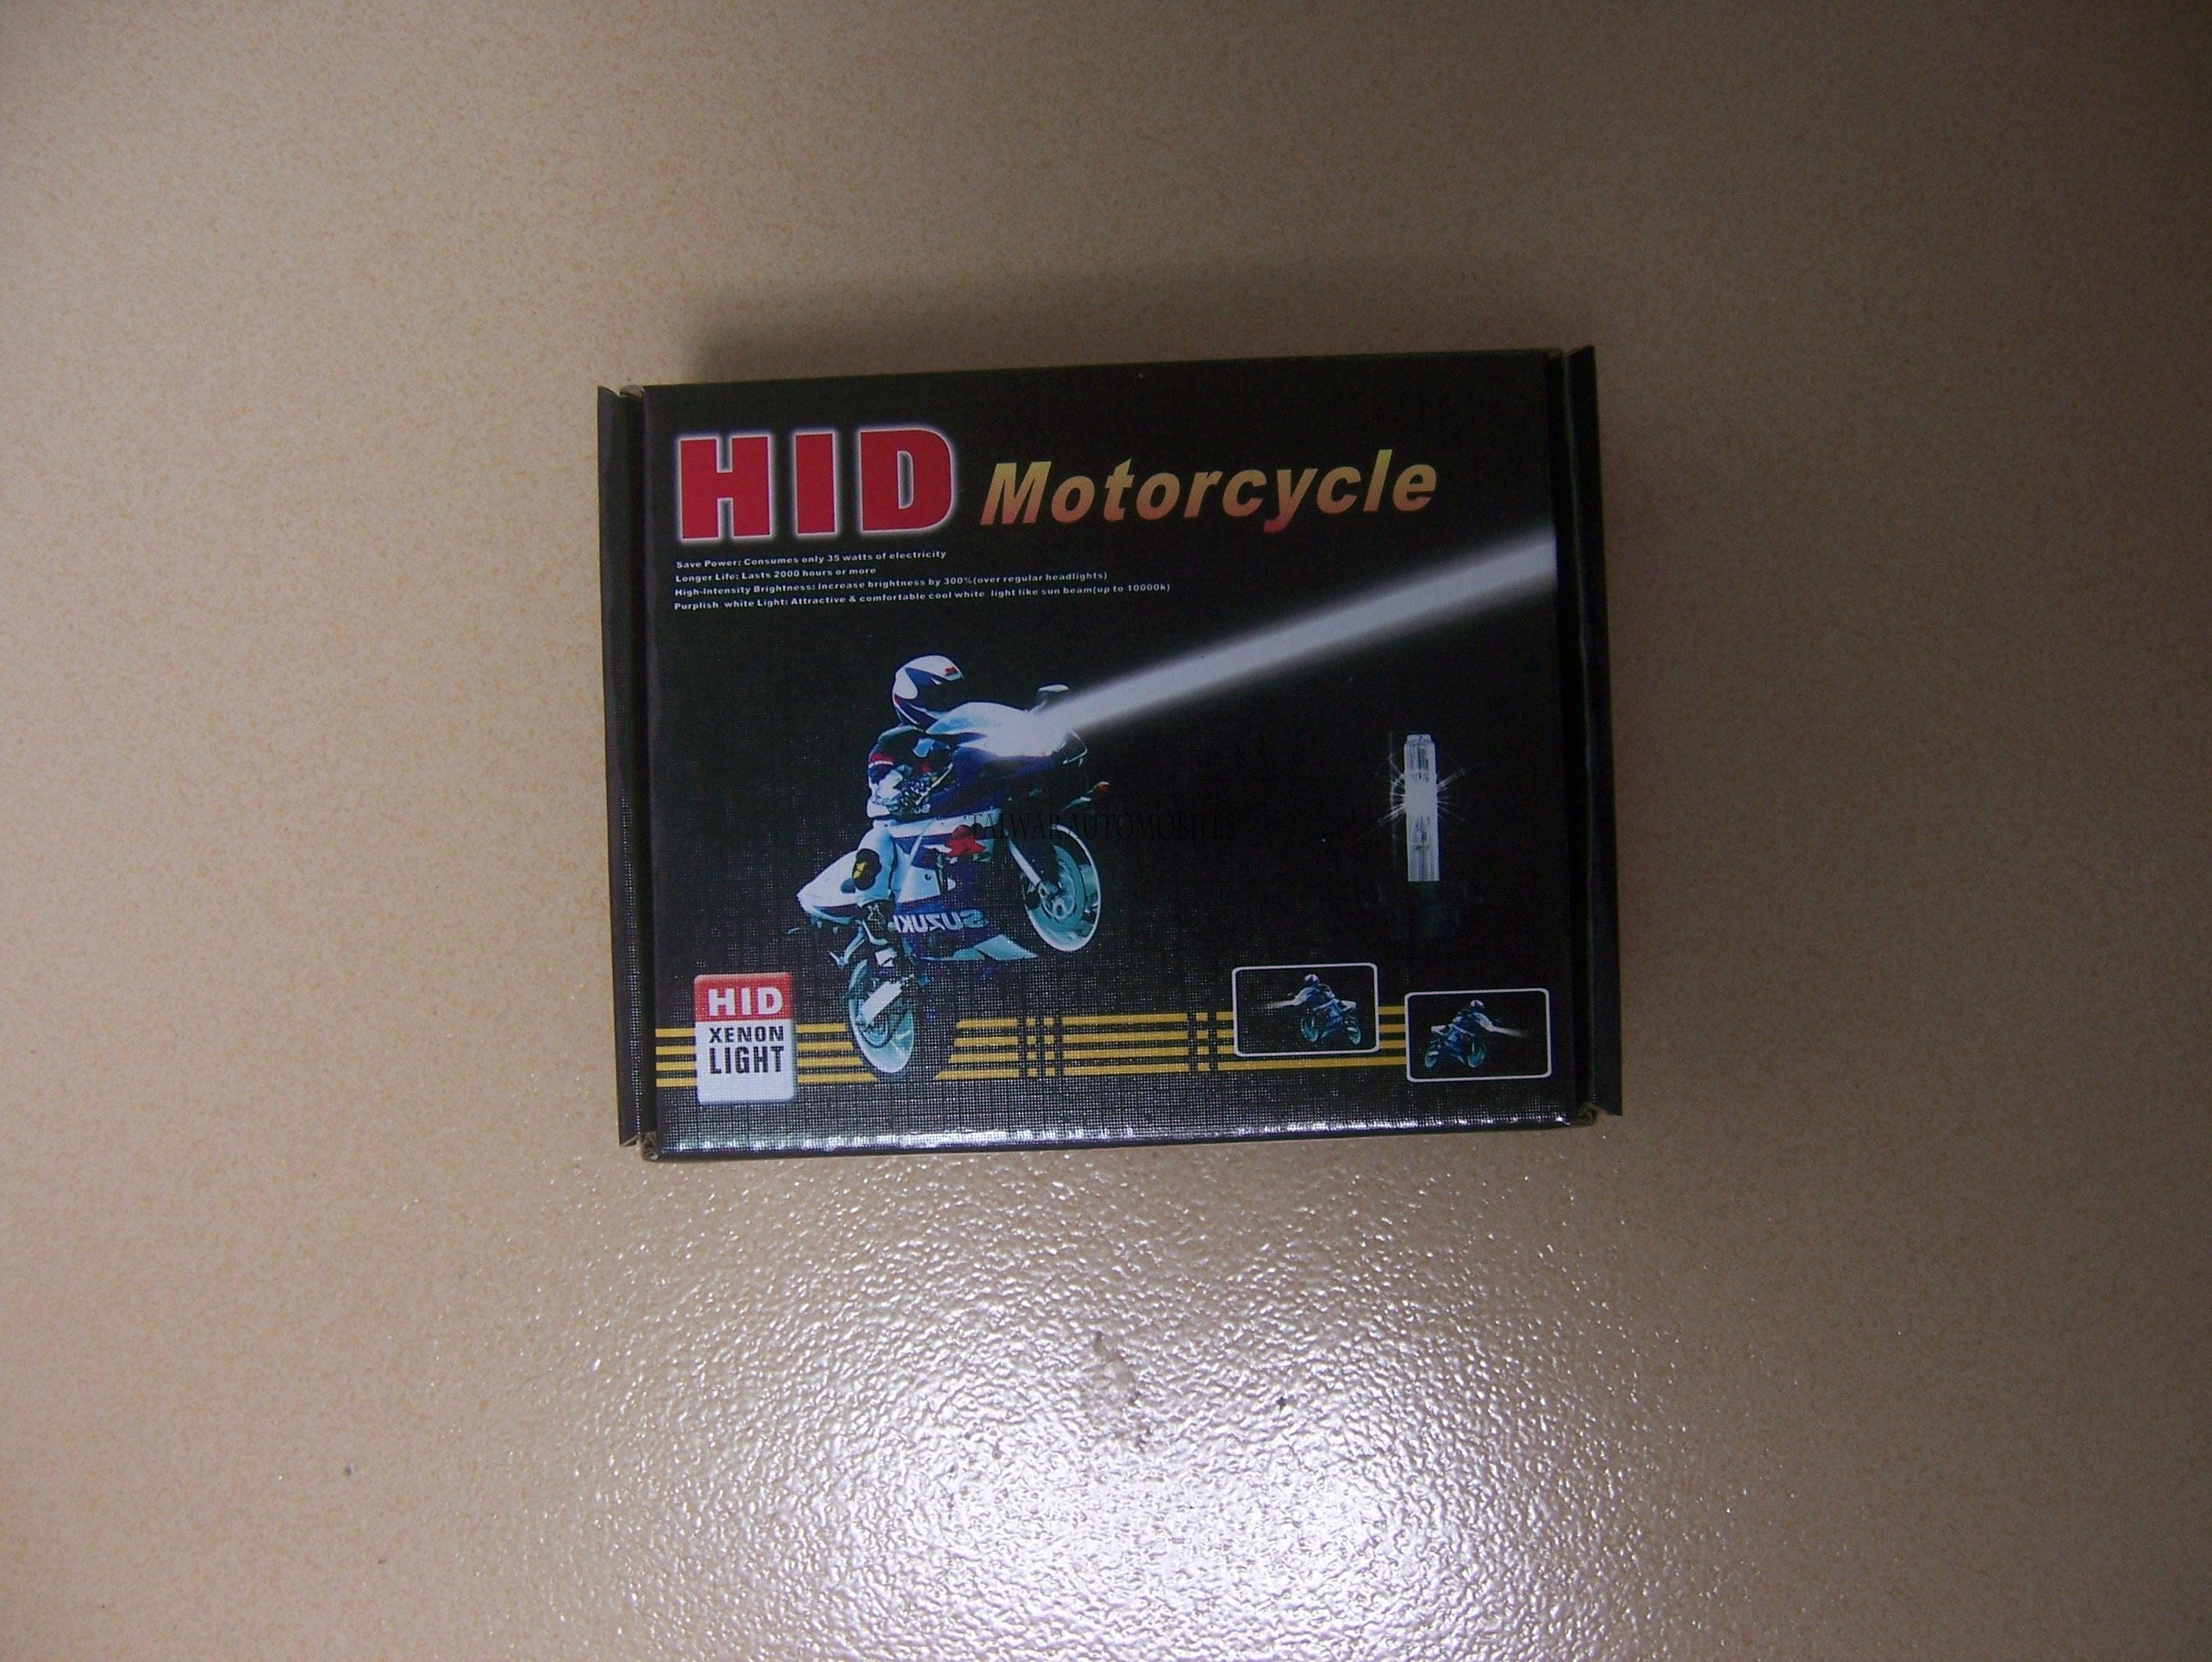 HID Motorcycle
Save Power: Consumes only 35 watts of electricity
Longer Life: Lasts 2000 hours or more
High-Intensity Brightness: Increase brightness by 300%(over regular headlights)
Purplish white Light: Attractive & comfortable cool white light like sun beam(up to 10000k)
TALWAR AUTOMOBILES
SUZUKI
HID
XENON
LIGHT